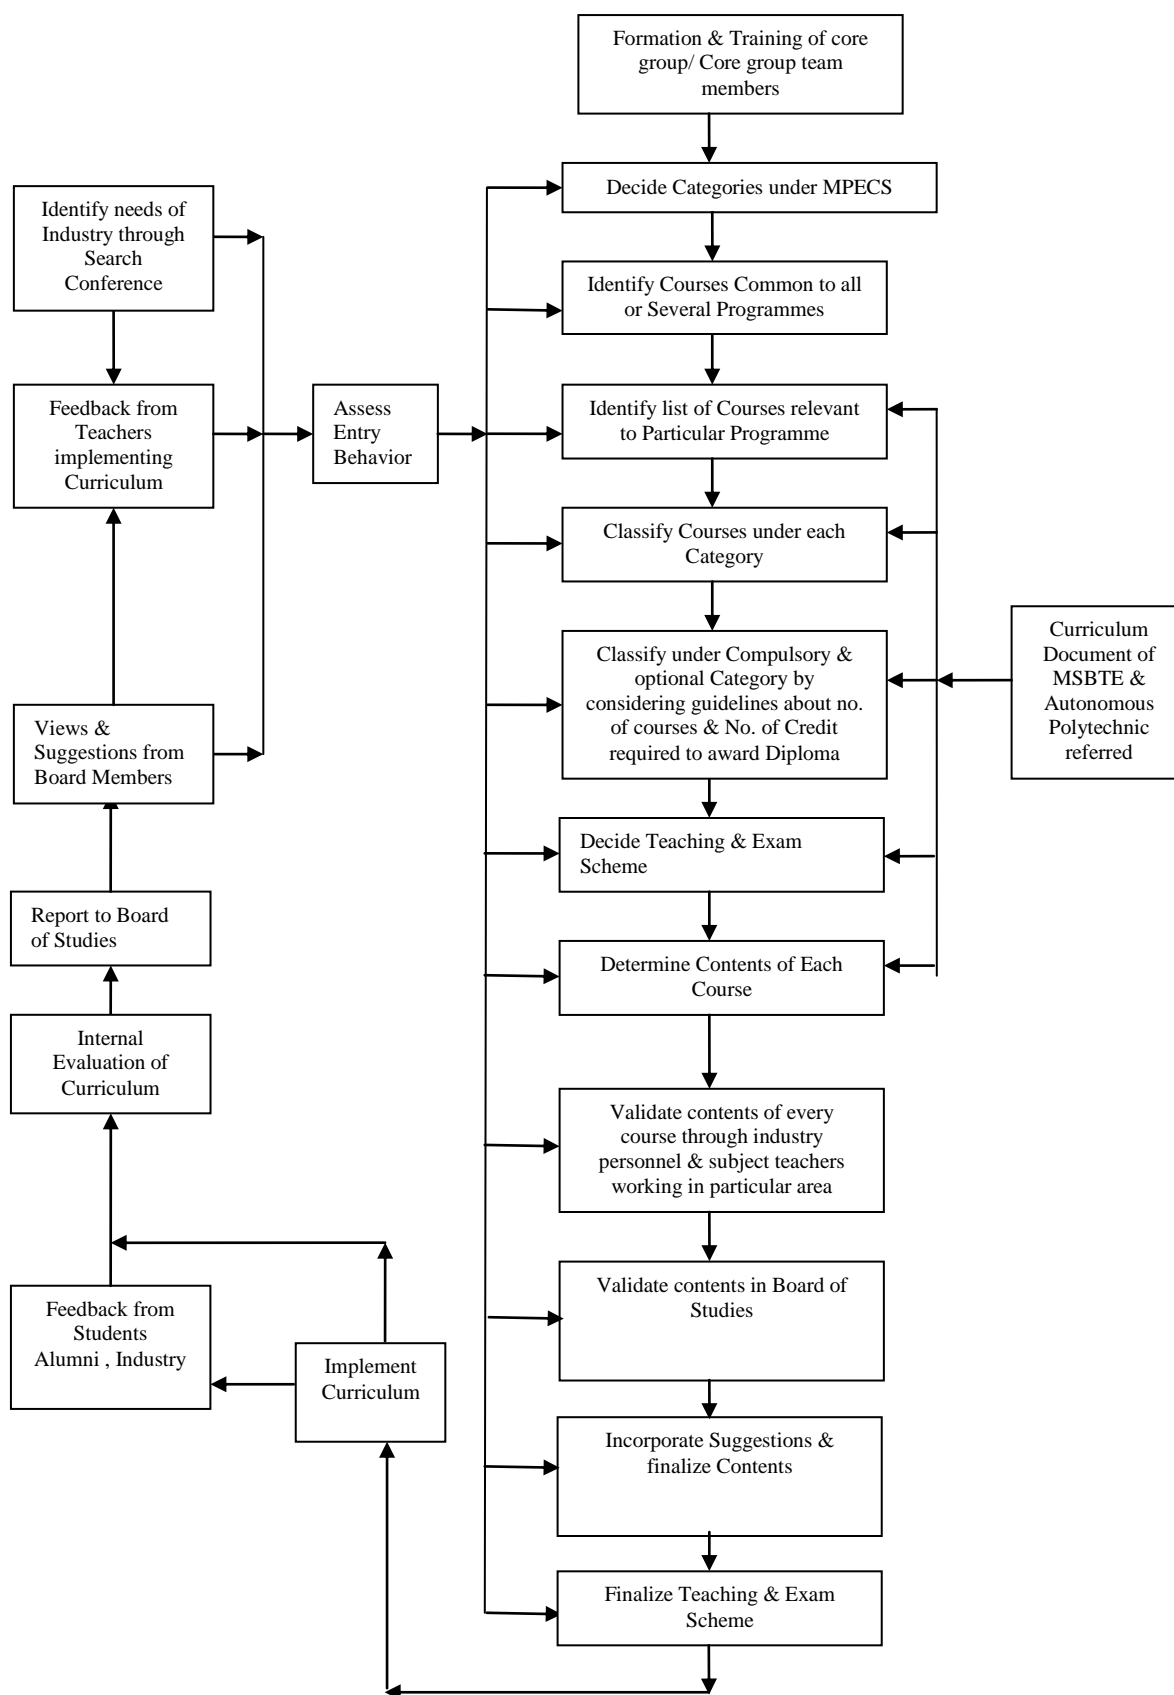 Formation & Training of core
group/ Core group team
members
Decide Categories under MPECS
Identify needs of
Industry through
Search
Conference
Identify Courses Common to all
or Several Programmes
Feedback from
Teachers
implementing
Curriculum
Assess
Entry
Behavior
Identify list of Courses relevant
to Particular Programme
Classify Courses under each
Category
Classify under Compulsory &
optional Category by
considering guidelines about no.
of courses & No. of Credit
required to award Diploma
Curriculum
Document of
MSBTE &
Autonomous
Polytechnic
referred
Views &
Suggestions from
Board Members
Decide Teaching & Exam
Scheme
Report to Board
of Studies
Determine Contents of Each
Course
Internal
Evaluation of
Curriculum
Validate contents of every
course through industry
personnel & subject teachers
working in particular area
Validate contents in Board of
Studies
Feedback from
Students
Alumni , Industry
Implement
Curriculum
Incorporate Suggestions &
finalize Contents
Finalize Teaching & Exam
Scheme